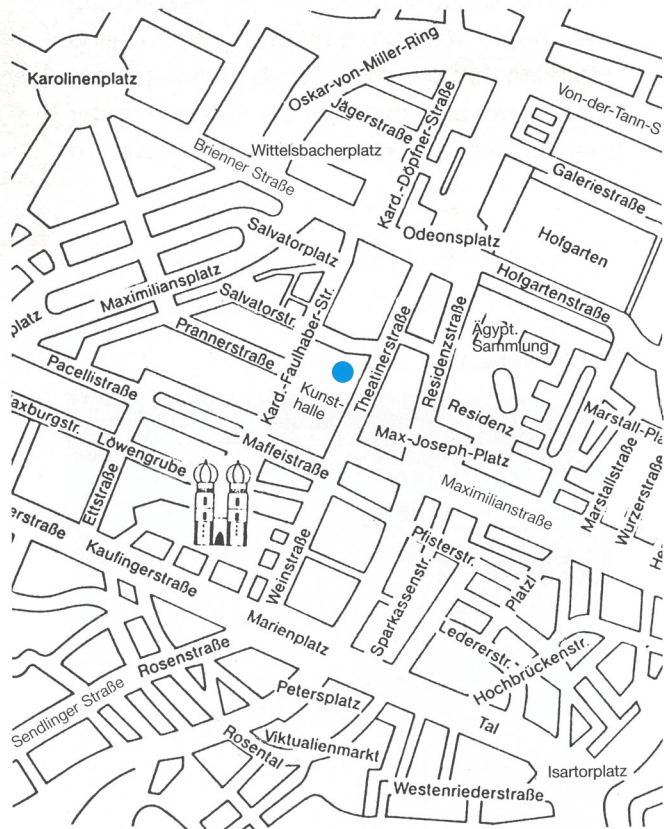 Oskar-von-Miller-Ring
Karolinenplatz
Von-der-Tann-S
Jägerstraße
Kard.-Döpfner-Straße
Wittelsbacherplatz
Brienner Straße
Galeriestraße
Salvatorplatz
Odeonsplatz
Hofgarten
Maximiliansplatz
Hofgartenstraße
Salvatorstr.
platz
Prannerstraße
Kard.-Faulhaber-Str.
Theatinerstraße
Residenzstraße
Ägypt.
Sammlung
Pacellistraße
Kunst-
halle
Residenz
Marstall-Pla
axburgstr.
Löwengrube
Maffeistraße
Max-Joseph-Platz
Maximilianstraße
Marstallstraße
Wurzerstraße
He
Ettstraße
erstraße
Kaufingerstraße
Weinstraße
Pfisterstr.
Sparkassenstr.
Platzl
Marienplatz
Ledererstr.
Hochbrückenstr.
Rosenstraße
Sendlinger Straße
Petersplatz
Tal
Rosental
Viktualienmarkt
Isartorplatz
Westenriederstraße